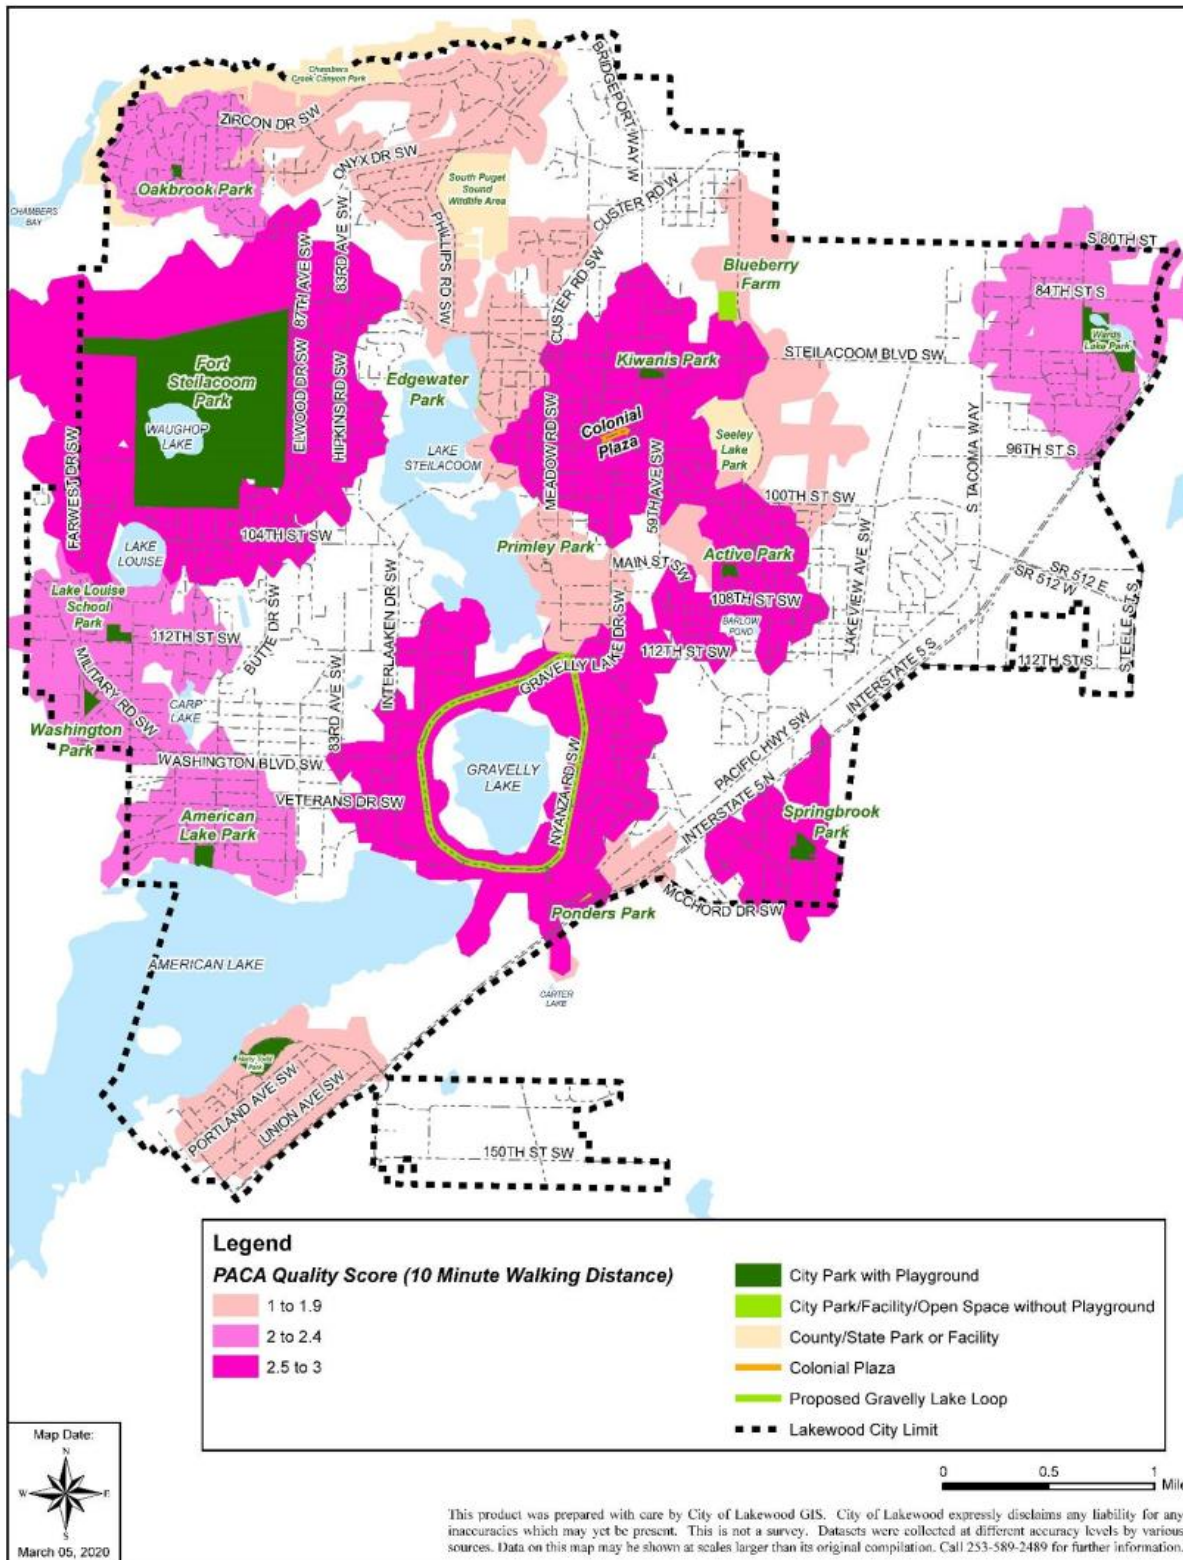 Chambers
Creek Canyon Park
BRIDGEPORT WAY W
ZIRCON DR SW
ONYX DR SW
Oakbrook Park
South Puget
Sound
Wildlife Area
CHAMBERS
BAY
83RD AVE SW
PHILLIPS RD SW
CUSTER RD W
CUSTER RD SW
S 80TH ST
87TH AVE SW
Blueberry
Farm
84TH ST S
Wards
Lake Park
Fort
Steilacoom
Park
WAUGHOP
LAKE
ELWOOD DR SW
HIPKINS RD SW
Edgewater
Park
Kiwanis Park
STEILACOOM BLVD SW
MEADOW RD SW
Colonial
Plaza
59TH AVE SW
Seeley
Lake
Park
S TACOMA WAY
96TH ST S
LAKE
STEILACOOM
FARWEST DR SW
100TH ST SW
104TH ST SW
LAKE
LOUISE
Primley Park
MAIN ST SW
Active Park
LAKEVIEW AVE SW
SR 512 E
SR 512 W
Lake Louise
School
Park
112TH ST SW
BUTTE DR SW
INTERLAAKEN DR SW
108TH ST SW
BARLOW
POND
112TH ST SW
112TH ST S
STEELE ST S
MILITARY RD SW
GRAVELLY LAKE DR SW
INTERSTATE 5 S
CARP
LAKE
83RD AVE SW
Washington
Park
WASHINGTON BLVD SW
PACIFIC HWY SW
GRAVELLY
LAKE
NYANZA RD SW
VETERANS DR SW
INTERSTATE 5 N
American
Lake Park
Springbrook
Park
Ponders Park
MCCHORD DR SW
AMERICAN LAKE
CARTER
LAKE
Harry Todd
Park
PORTLAND AVE SW
UNION AVE SW
150TH ST SW
Legend
PACA Quality Score (10 Minute Walking Distance)
1 to 1.9
2 to 2.4
2.5 to 3
City Park with Playground
City Park/Facility/Open Space without Playground
County/State Park or Facility
Colonial Plaza
Proposed Gravelly Lake Loop
Lakewood City Limit
Map Date:
N
W E
S
March 05, 2020
0 0.5 1
Mile
This product was prepared with care by City of Lakewood GIS. City of Lakewood expressly disclaims any liability for any
inaccuracies which may yet be present. This is not a survey. Datasets were collected at different accuracy levels by various
sources. Data on this map may be shown at scales larger than its original compilation. Call 253-589-2489 for further information.